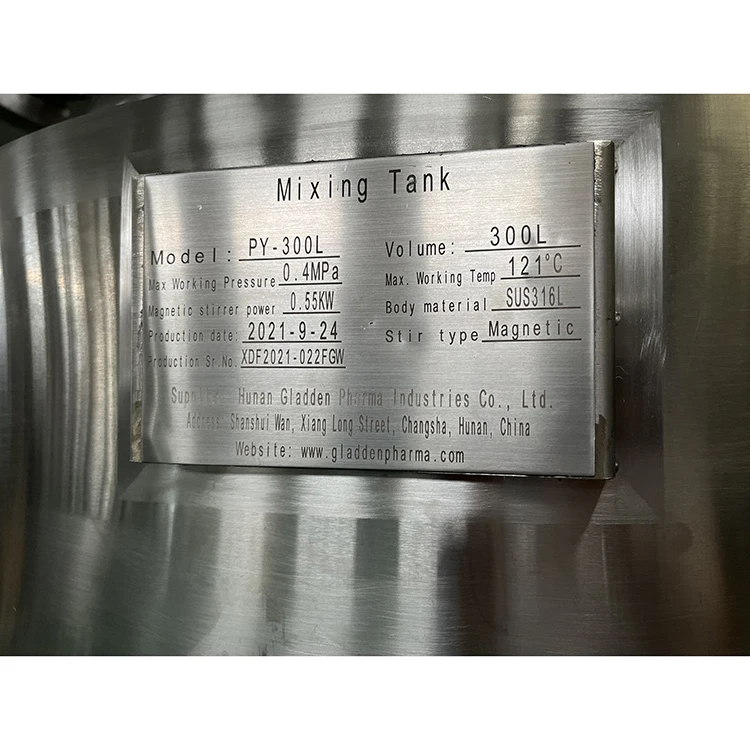 Mixing Tank
Model: PY-300L
Volume: 300L
Max Working Pressure 0.4MPa
Max. Working Temp 121°C
Magnetic stirrer power 0.55KW
Body material SUS316L
Production date: 2021-9-24
Stir type Magnetic
Production Sr.No. XDF2021-022FGW
Supplier: Hunan Gladden Pharma Industries Co., Ltd.
Address: Shanshui Wan, Xiang Long Street, Changsha, Hunan, China
Website: www.gladdenpharma.com